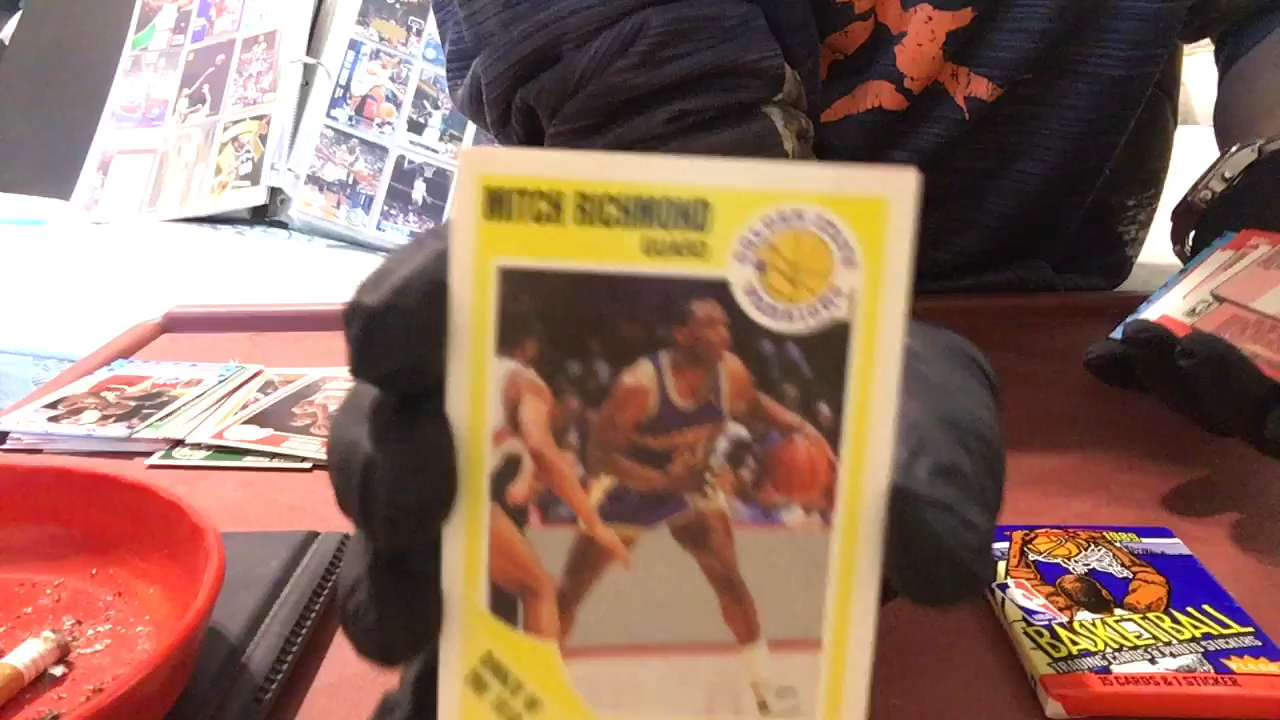 MITCH RICHMOND
GUARD
GOLDEN STATE
WARRIORS
1989
NBA
BASKETBALL
TRADING CARDS & PHOTO STICKERS
15 CARDS & 1 STICKER